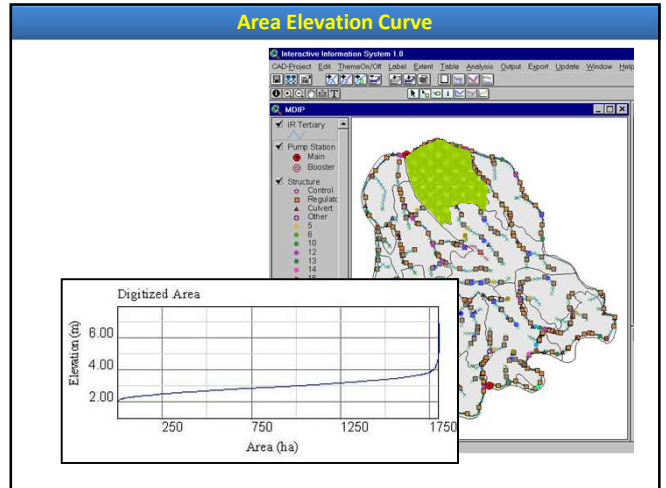 Area Elevation Curve
Interactive Information System 1.0
CAD-Project Edit ThemeOn/Off Label Extent Table Analysis Output Export Update Window Help
MDIP
IR Tertiary
Pump Station
Main
Booster
Structure
Control
Regulato
Culvert
Other
5
6
10
12
13
14
Digitized Area
Elevation (m)
6.00
4.00
2.00
250 750 1250 1750
Area (ha)